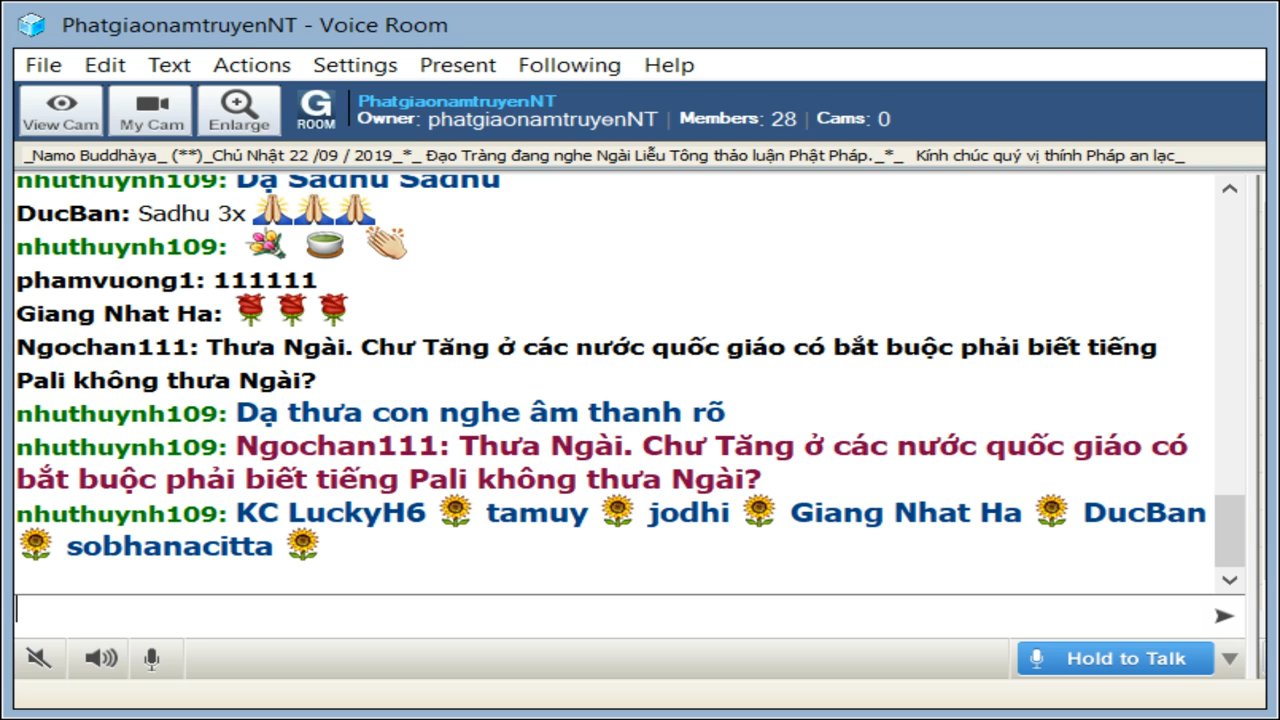 PhatgiaonamtruyenNT - Voice Room
File Edit Text Actions Settings Present Following Help
View Cam My Cam Enlarge G ROOM
PhatgiaonamtruyenNT
Owner: phatgiaonamtruyenNT | Members: 28 | Cams: 0
_Namo Buddhàya_ (**)_Chủ Nhật 22 /09 / 2019_*_ Đạo Tràng đang nghe Ngài Liễu Tông thảo luận Phật Pháp._*_ Kính chúc quý vị thính Pháp an lạc_
nhuthuynh109: Dạ Sadhu Sadhu
DucBan: Sadhu 3x
nhuthuynh109:
phamvuong1: 111111
Giang Nhat Ha:
Ngochan111: Thưa Ngài. Chư Tăng ở các nước quốc giáo có bắt buộc phải biết tiếng
Pali không thưa Ngài?
nhuthuynh109: Dạ thưa con nghe âm thanh rõ
nhuthuynh109: Ngochan111: Thưa Ngài. Chư Tăng ở các nước quốc giáo có
bắt buộc phải biết tiếng Pali không thưa Ngài?
nhuthuynh109: KC LuckyH6 🌻 tamuy 🌻 jodhi 🌻 Giang Nhat Ha 🌻 DucBan
🌻 sobhanacitta 🌻
Hold to Talk